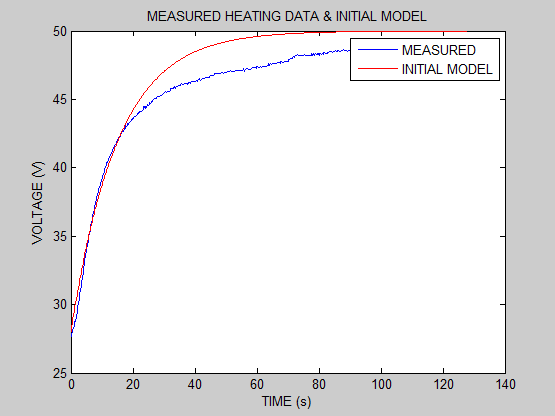 MEASURED HEATING DATA & INITIAL MODEL
50
45
40
35
30
25
VOLTAGE (V)
MEASURED
INITIAL MODEL
0
20
40
60
80
100
120
140
TIME (s)